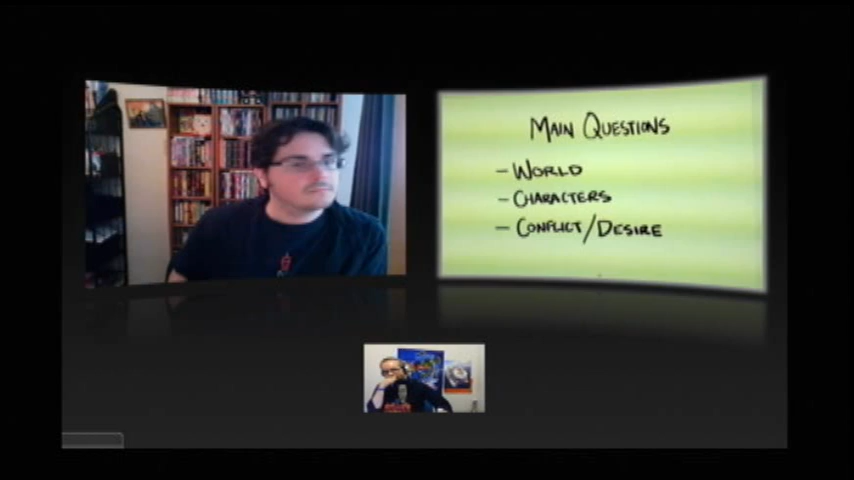 MAIN QUESTIONS
- WORLD
- CHARACTERS
- CONFLICT/DESIRE